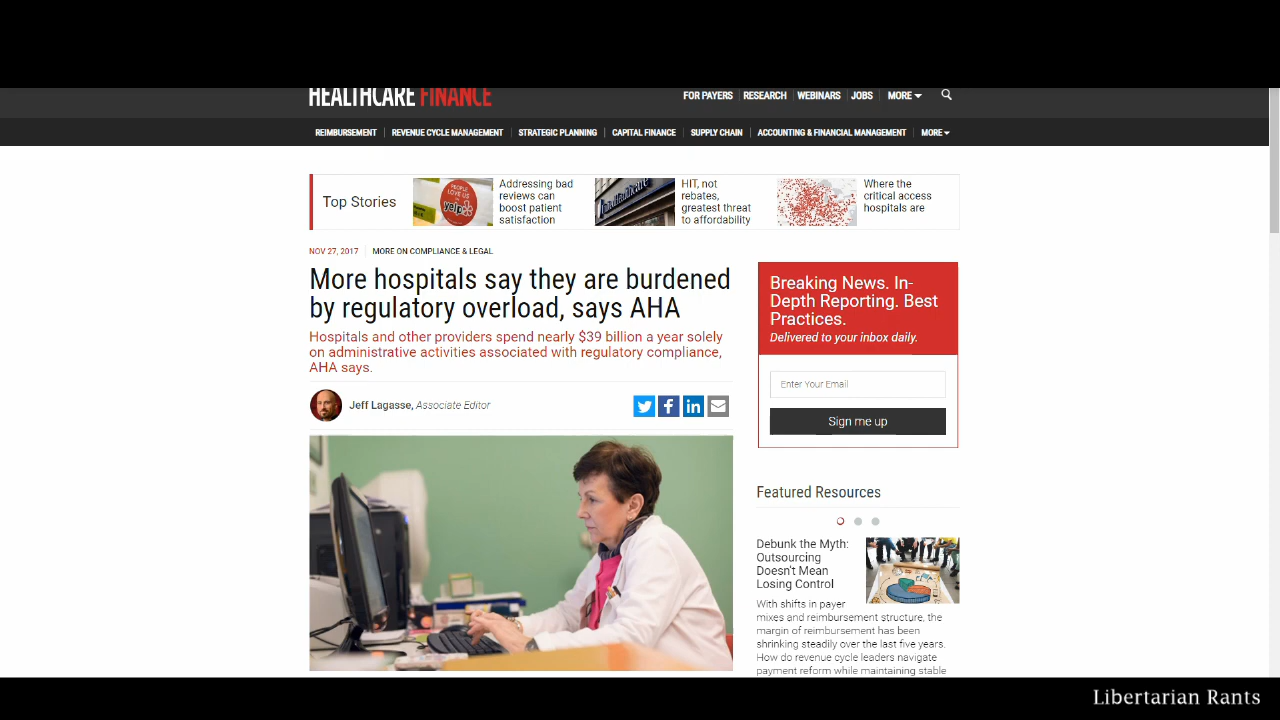 HEALTHCARE FINANCE
FOR PAYERS RESEARCH WEBINARS JOBS MORE
REIMBURSEMENT REVENUE CYCLE MANAGEMENT STRATEGIC PLANNING CAPITAL FINANCE SUPPLY CHAIN ACCOUNTING & FINANCIAL MANAGEMENT MORE
Top Stories
PEOPLE
LOVE US
yelp
Addressing bad
reviews can
boost patient
satisfaction
HIT, not
rebates,
greatest threat
to affordability
Where the
critical access
hospitals are
NOV 27, 2017 MORE ON COMPLIANCE & LEGAL
More hospitals say they are burdened
by regulatory overload, says AHA
Hospitals and other providers spend nearly $39 billion a year solely
on administrative activities associated with regulatory compliance,
AHA says.
Jeff Lagasse, Associate Editor
Breaking News. In-
Depth Reporting. Best
Practices.
Delivered to your inbox daily.
Enter Your Email
Sign me up
Featured Resources
Debunk the Myth:
Outsourcing
Doesn't Mean
Losing Control
With shifts in payer
mixes and reimbursement structure, the
margin of reimbursement has been
shrinking steadily over the last five years.
How do revenue cycle leaders navigate
payment reform while maintaining stable
Libertarian Rants